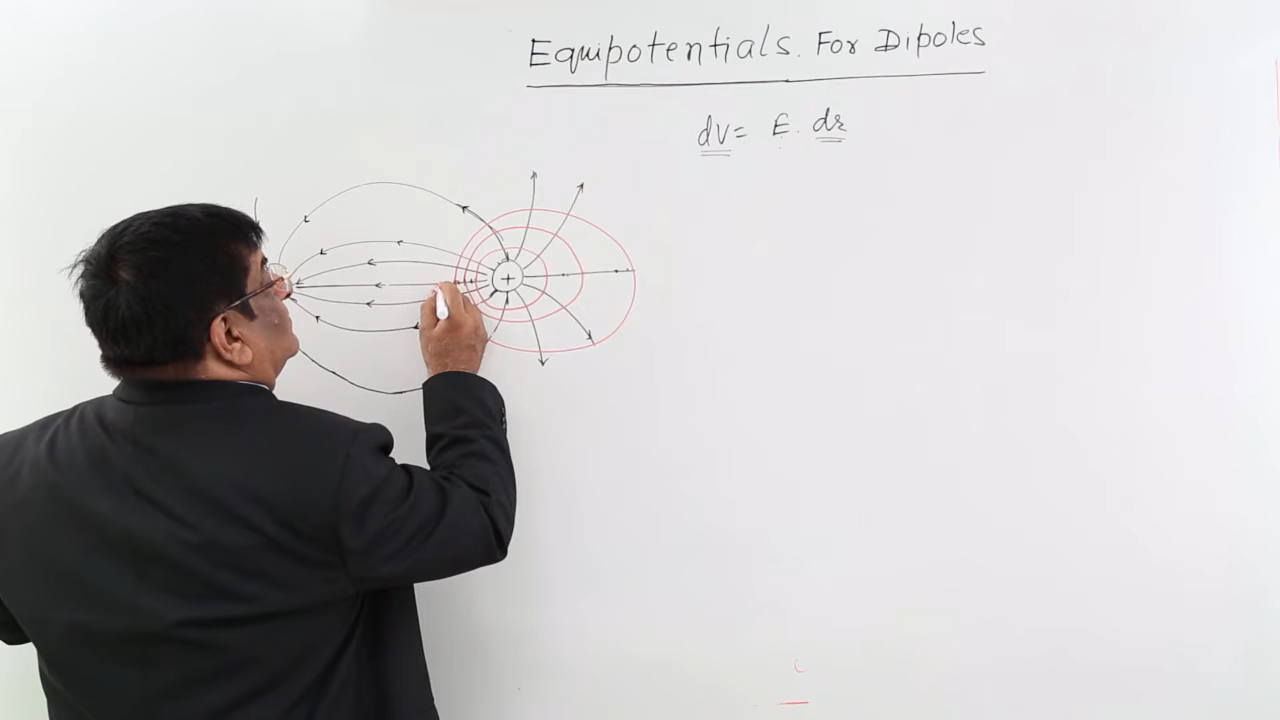 Equipotentials. For Dipoles
dv = E. dr
+